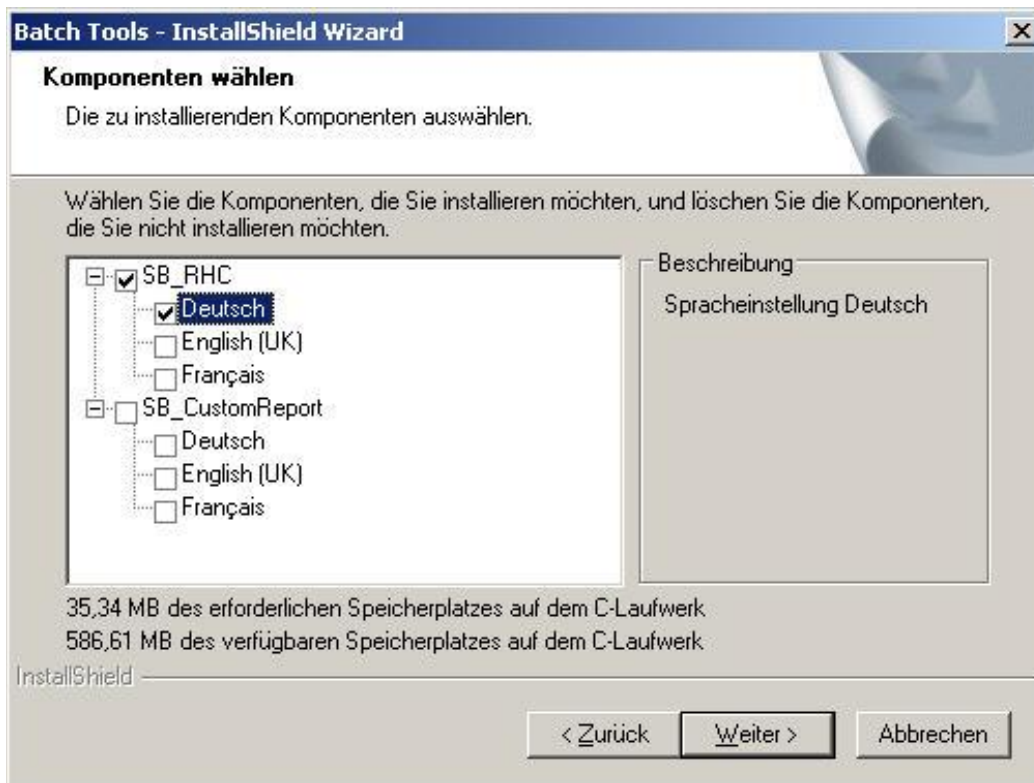 Batch Tools - InstallShield Wizard
Komponenten wählen
Die zu installierenden Komponenten auswählen.
Wählen Sie die Komponenten, die Sie installieren möchten, und löschen Sie die Komponenten,
die Sie nicht installieren möchten.
SB_RHC
Deutsch
English (UK)
Français
SB_CustomReport
Deutsch
English (UK)
Français
Beschreibung
Spracheinstellung Deutsch
35,34 MB des erforderlichen Speicherplatzes auf dem C-Laufwerk
586,61 MB des verfügbaren Speicherplatzes auf dem C-Laufwerk
InstallShield
< Zurück
Weiter >
Abbrechen